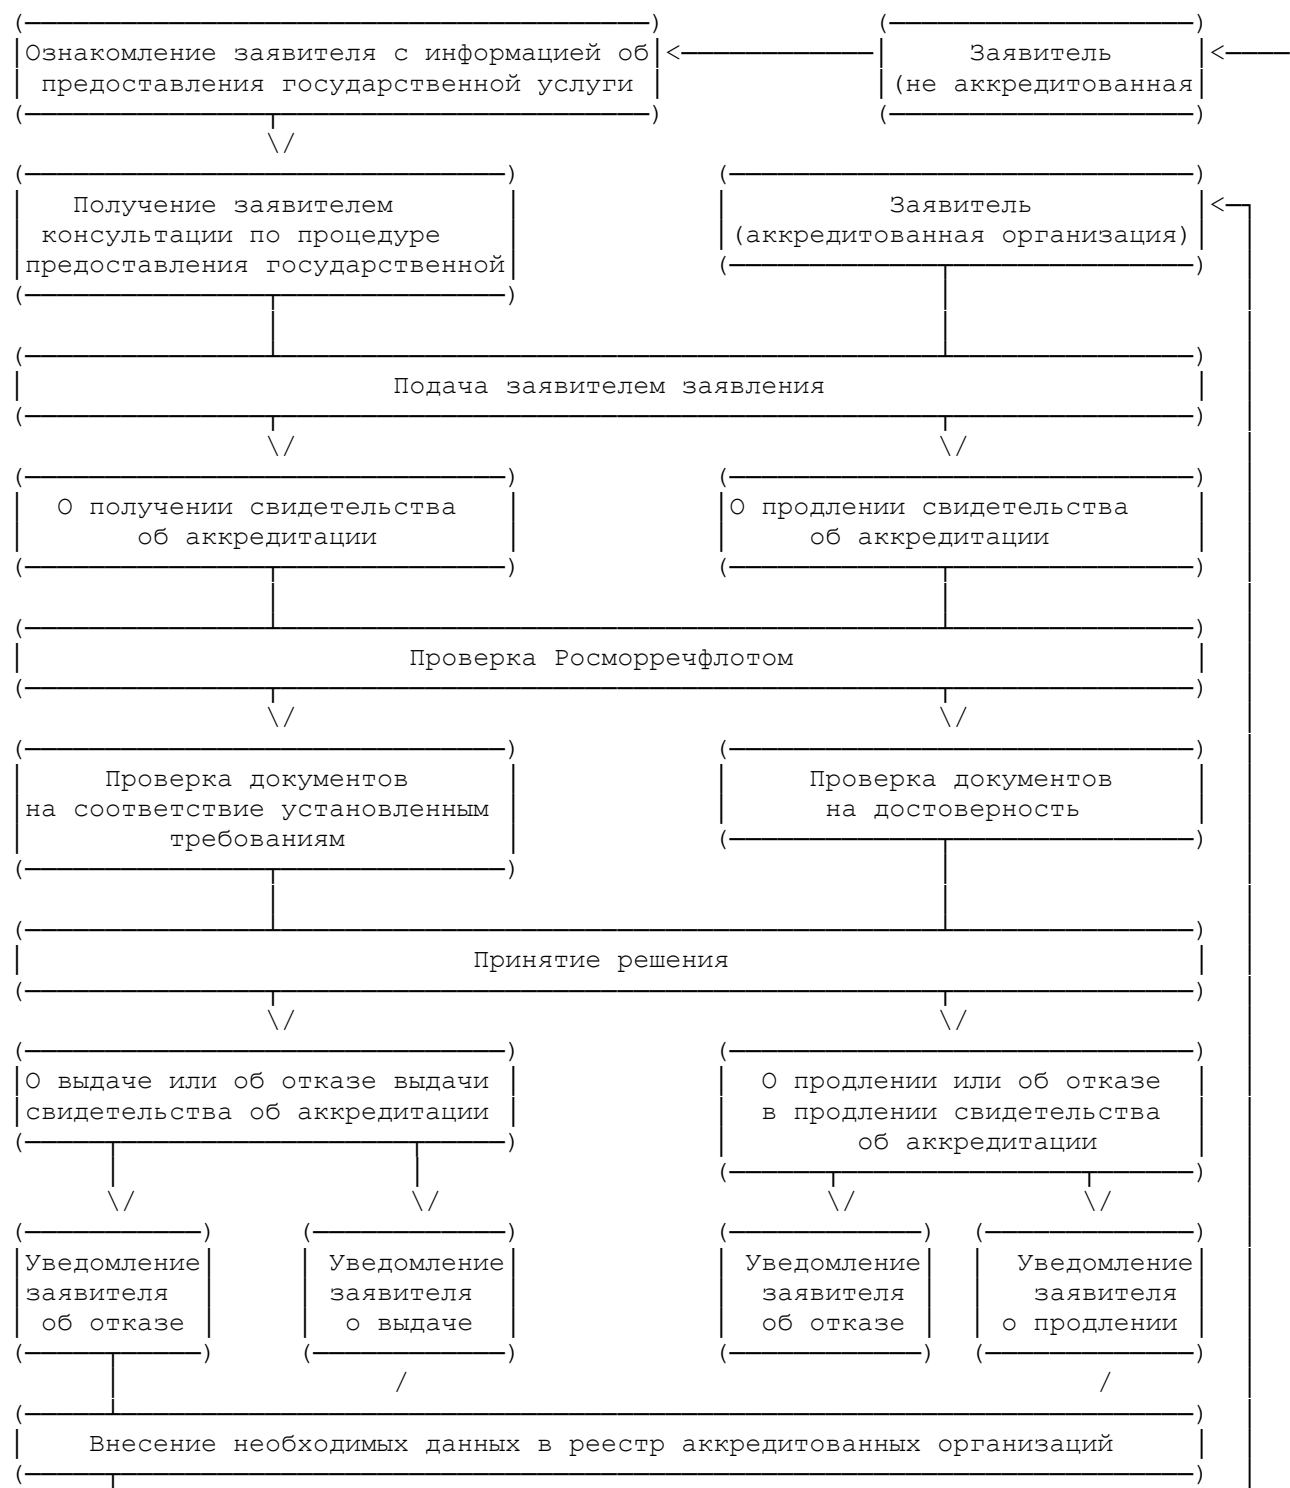 Ознакомление заявителя с информацией об
предоставления государственной услуги
Заявитель
(не аккредитованная
Получение заявителем
консультации по процедуре
предоставления государственной
Заявитель
(аккредитованная организация)
Подача заявителем заявления
О получении свидетельства
об аккредитации
О продлении свидетельства
об аккредитации
Проверка Росморречфлотом
Проверка документов
на соответствие установленным
требованиям
Проверка документов
на достоверность
Принятие решения
О выдаче или об отказе выдачи
свидетельства об аккредитации
О продлении или об отказе
в продлении свидетельства
об аккредитации
Уведомление
заявителя
об отказе
Уведомление
заявителя
о выдаче
Уведомление
заявителя
об отказе
Уведомление
заявителя
о продлении
Внесение необходимых данных в реестр аккредитованных организаций